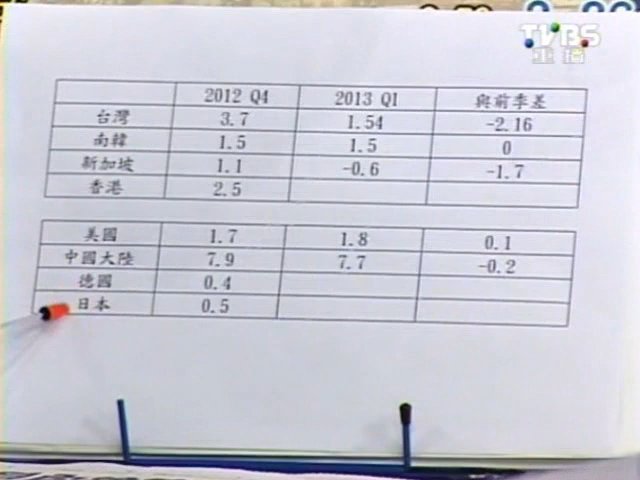 TVBS
重播
2012 Q4 2013 Q1 與前季差
台灣 3.7 1.54 -2.16
南韓 1.5 1.5 0
新加坡 1.1 -0.6 -1.7
香港 2.5
美國 1.7 1.8 0.1
中國大陸 7.9 7.7 -0.2
德國 0.4
日本 0.5